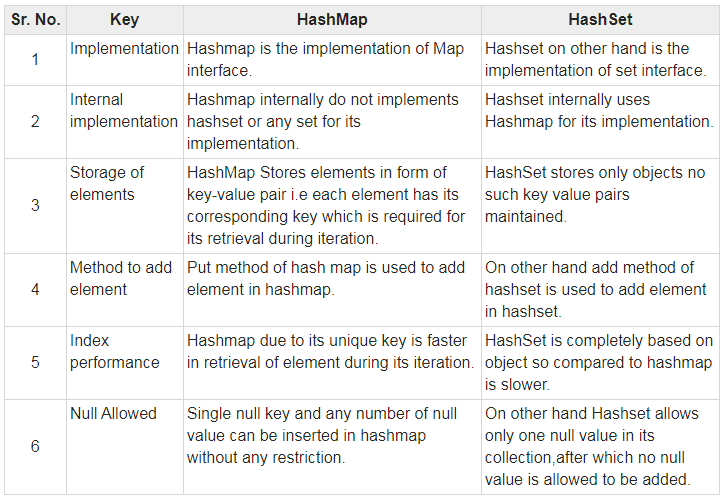 Sr. No. Key HashMap HashSet
1 Implementation Hashmap is the implementation of Map interface. Hashset on other hand is the implementation of set interface.
2 Internal implementation Hashmap internally do not implements hashset or any set for its implementation. Hashset internally uses Hashmap for its implementation.
3 Storage of elements HashMap Stores elements in form of key-value pair i.e each element has its corresponding key which is required for its retrieval during iteration. HashSet stores only objects no such key value pairs maintained.
4 Method to add element Put method of hash map is used to add element in hashmap. On other hand add method of hashset is used to add element in hashset.
5 Index performance Hashmap due to its unique key is faster in retrieval of element during its iteration. HashSet is completely based on object so compared to hashmap is slower.
6 Null Allowed Single null key and any number of null value can be inserted in hashmap without any restriction. On other hand Hashset allows only one null value in its collection,after which no null value is allowed to be added.